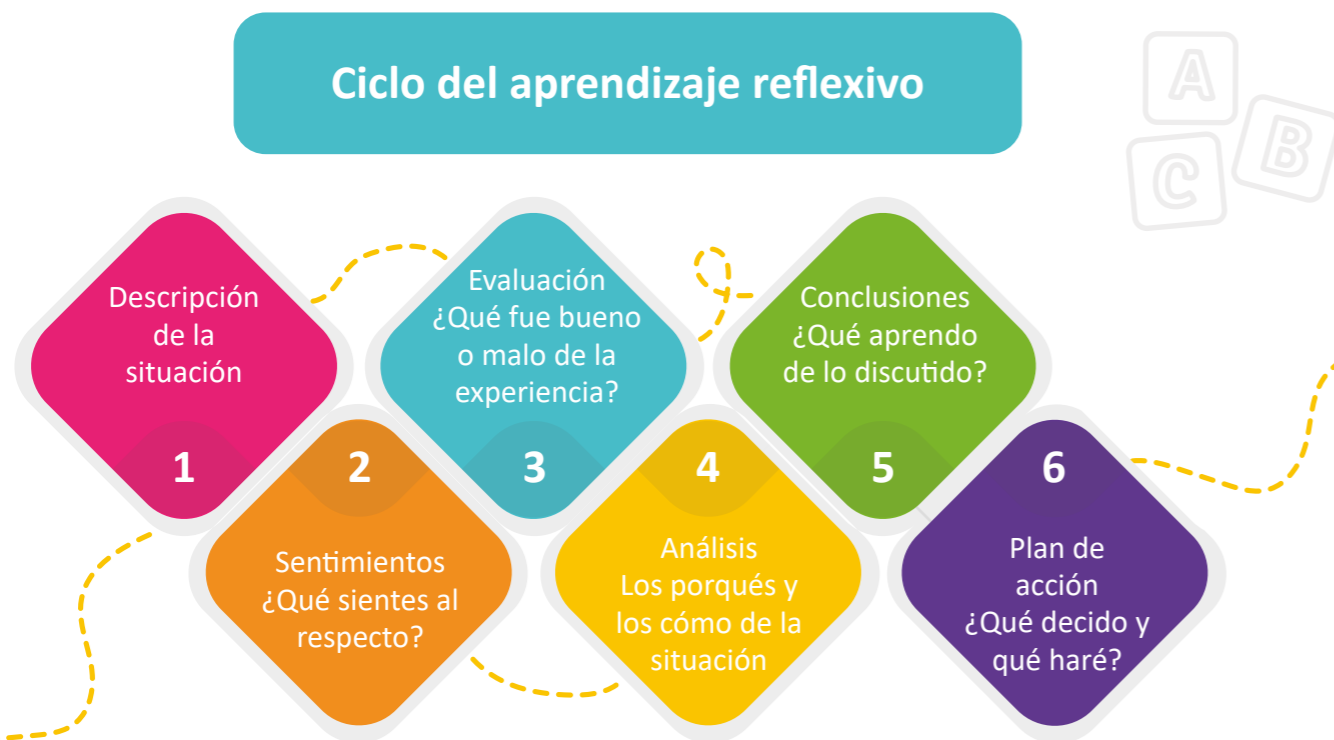 Ciclo del aprendizaje reflexivo
A
B
C
Descripción
de la
situación
1
2
Sentimientos
¿Qué sientes al
respecto?
Evaluación
¿Qué fue bueno
o malo de la
experiencia?
3
4
Análisis
Los porqués y
los cómo de la
situación
Conclusiones
¿Qué aprendo
de lo discutido?
5
6
Plan de
acción
¿Qué decido y
qué haré?